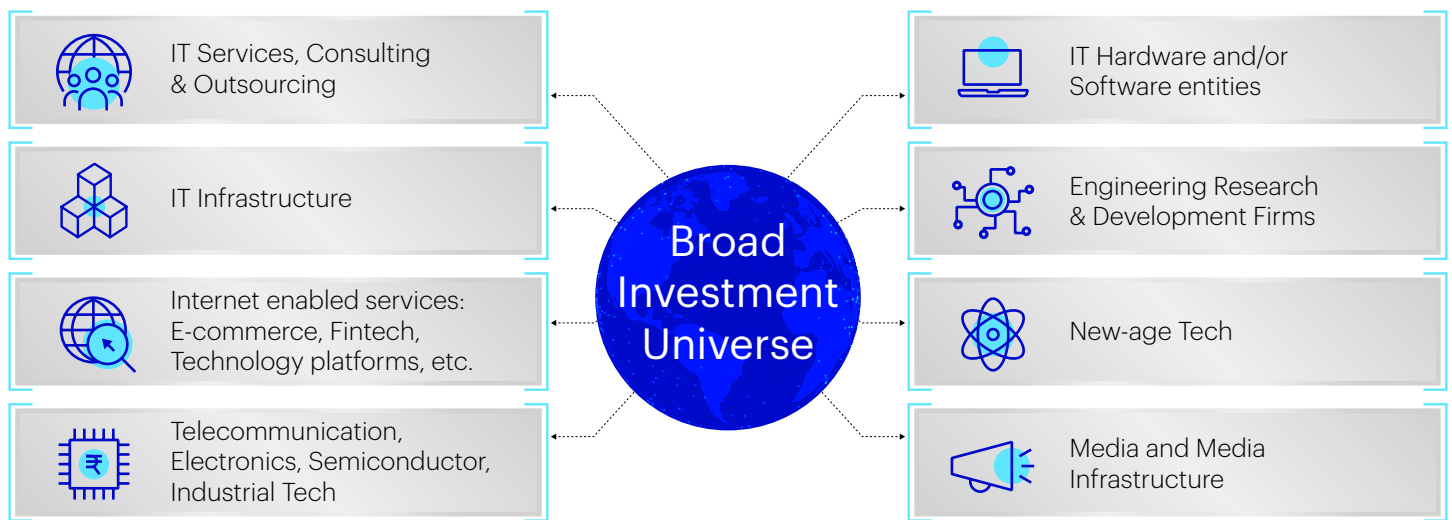 IT Services, Consulting
& Outsourcing
IT Infrastructure
Internet enabled services:
E-commerce, Fintech,
Technology platforms, etc.
Telecommunication,
Electronics, Semiconductor,
Industrial Tech
₹
Broad
Investment
Universe
IT Hardware and/or
Software entities
Engineering Research
& Development Firms
New-age Tech
Media and Media
Infrastructure